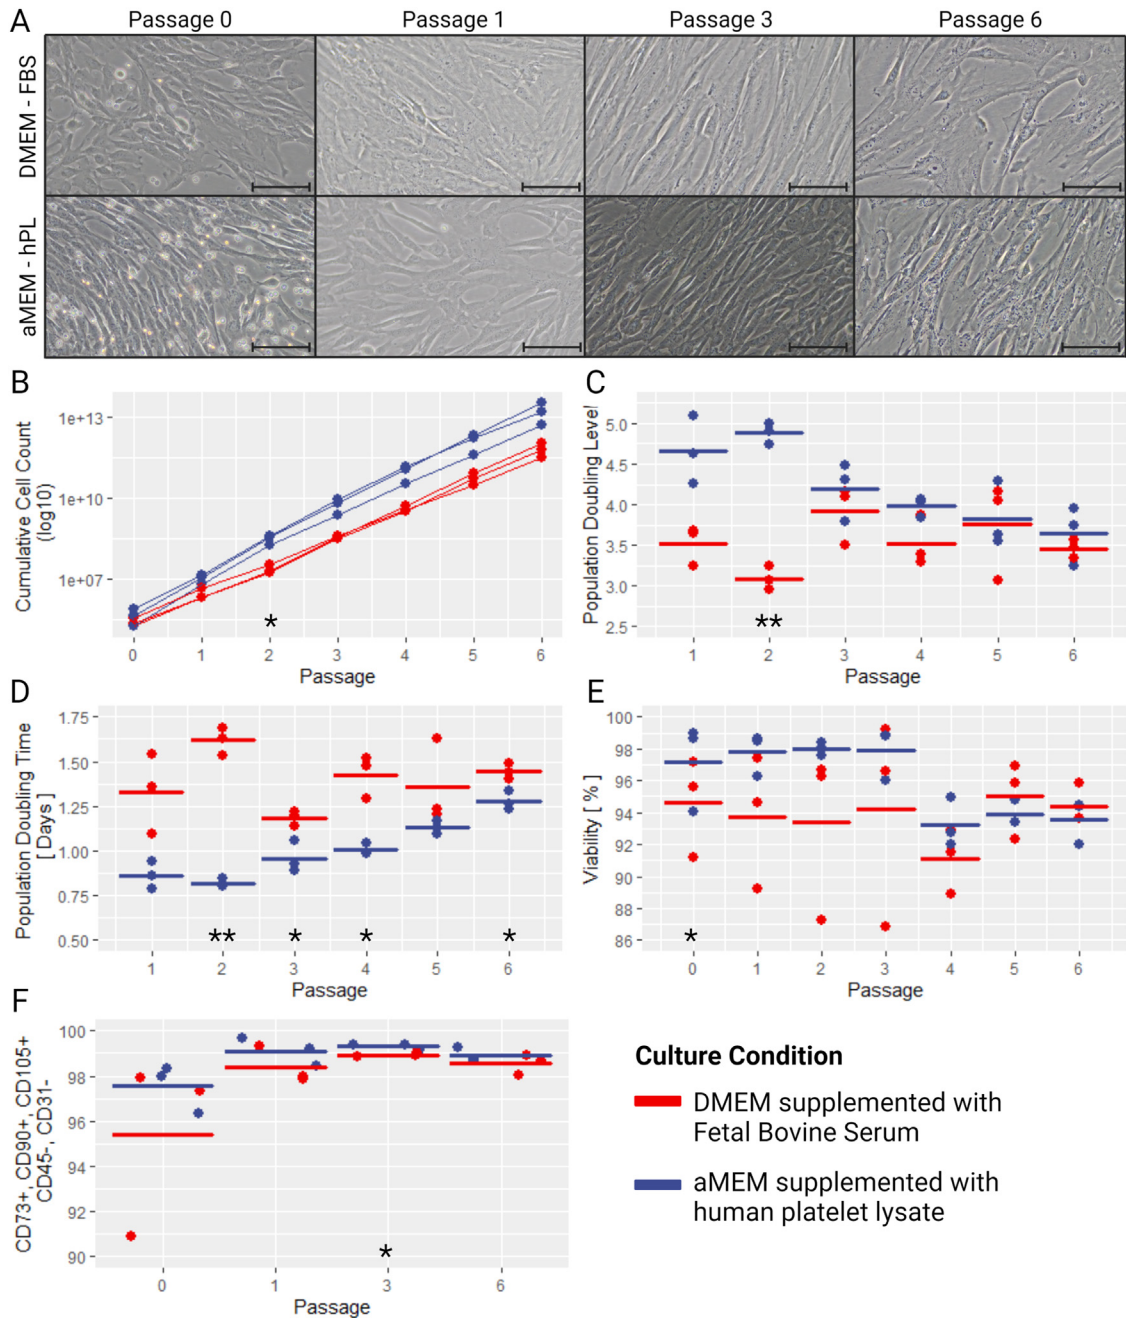 A
Passage 0
Passage 1
Passage 3
Passage 6
DMEM - FBS
aMEM - hPL
B
Cumulative Cell Count
(log10)
1e+13
1e+10
1e+07
*
0 1 2 3 4 5 6
Passage
C
Population Doubling Level
5.0
4.5
4.0
3.5
3.0
2.5
**
1 2 3 4 5 6
Passage
D
Population Doubling Time
[ Days ]
1.75
1.50
1.25
1.00
0.75
0.50
** * * *
1 2 3 4 5 6
Passage
E
Viability [ % ]
100
98
96
94
92
90
88
86
*
0 1 2 3 4 5 6
Passage
F
CD73+, CD90+, CD105+
CD45-, CD31-
100
98
96
94
92
90
*
0 1 3 6
Passage
Culture Condition
DMEM supplemented with
Fetal Bovine Serum
aMEM supplemented with
human platelet lysate